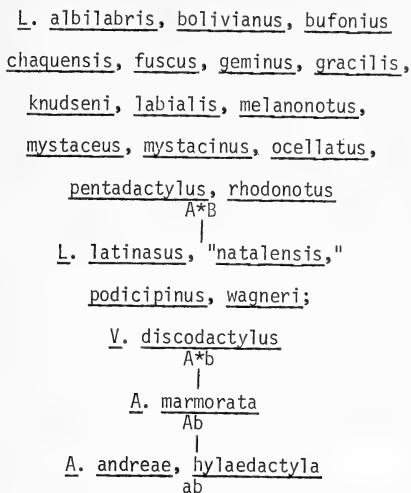 L. albilabris, bolivianus, bufonius
chaquensis, fuscus, geminus, gracilis,
knudseni, labialis, melanonotus,
mystaceus, mystacinus, ocellatus,
pentadactylus, rhodonotus
A*B
L. latinasus, "natalensis,"
podicipinus, wagneri;
V. discodactylus
A*b
A. marmorata
Ab
A. andreae, hylaedactyla
ab